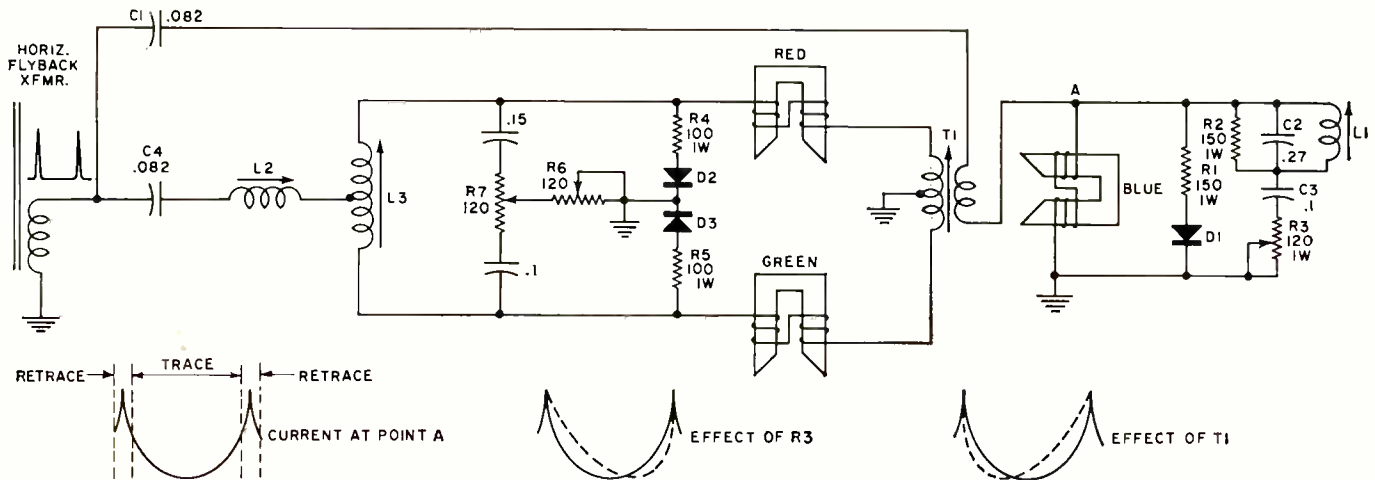 C1 .082
HORIZ.
FLYBACK
XFMR.
C4
.082
L2
L3
.15
R7
120
.1
R6
120
R4
100
1W
D2
D3
R5
100
1W
RED
GREEN
T1
A
BLUE
R1
150
1W
D1
R2
150
1W
C2
.27
L1
C3
.1
R3
120
1W
RETRACE
TRACE
RETRACE
CURRENT AT POINT A
EFFECT OF R3
EFFECT OF T1